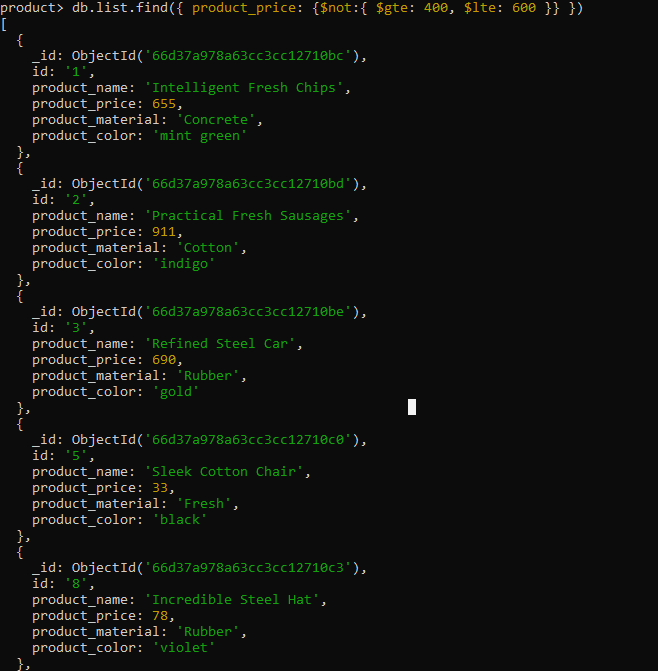 product> db.list.find({ product_price: {$not:{ $gte: 400, $lte: 600 }} })
[
  {
    _id: ObjectId('66d37a978a63cc3cc12710bc'),
    id: '1',
    product_name: 'Intelligent Fresh Chips',
    product_price: 655,
    product_material: 'Concrete',
    product_color: 'mint green'
  },
  {
    _id: ObjectId('66d37a978a63cc3cc12710bd'),
    id: '2',
    product_name: 'Practical Fresh Sausages',
    product_price: 911,
    product_material: 'Cotton',
    product_color: 'indigo'
  },
  {
    _id: ObjectId('66d37a978a63cc3cc12710be'),
    id: '3',
    product_name: 'Refined Steel Car',
    product_price: 690,
    product_material: 'Rubber',
    product_color: 'gold'
  },
  {
    _id: ObjectId('66d37a978a63cc3cc12710c0'),
    id: '5',
    product_name: 'Sleek Cotton Chair',
    product_price: 33,
    product_material: 'Fresh',
    product_color: 'black'
  },
  {
    _id: ObjectId('66d37a978a63cc3cc12710c3'),
    id: '8',
    product_name: 'Incredible Steel Hat',
    product_price: 78,
    product_material: 'Rubber',
    product_color: 'violet'
  },